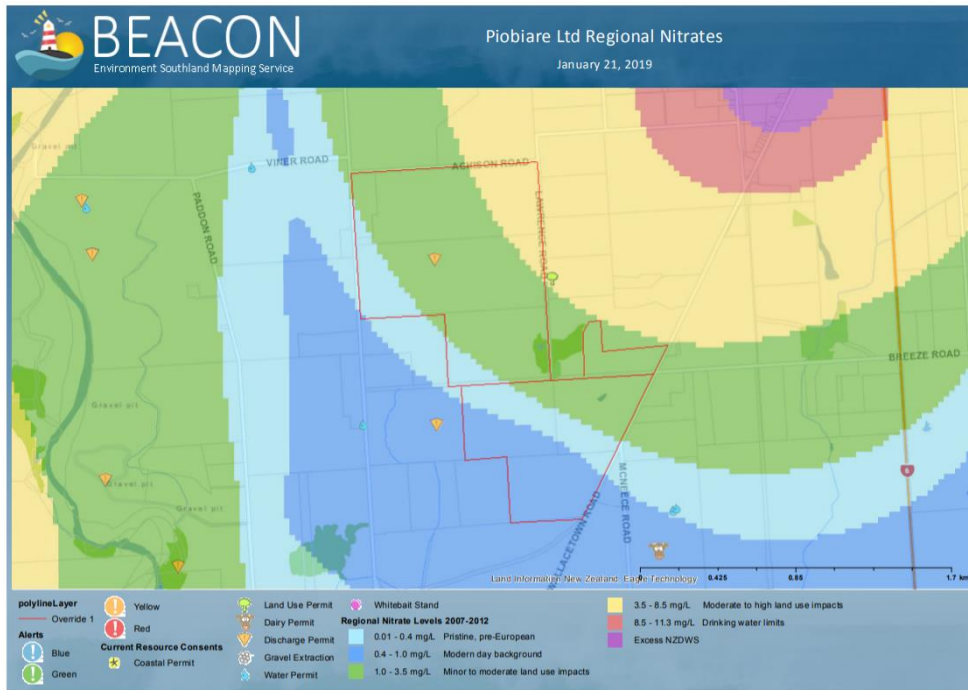 BEACON
Environment Southland Mapping Service
Piobiare Ltd Regional Nitrates
January 21, 2019
Gravel pit
VINER ROAD
ACHISON ROAD
PADDON ROAD
LAWRENCE ROAD
BREEZE ROAD
Gravel pit
Gravel pit
Gravel pit
MCNEECE ROAD
6
Land Information New Zealand, Eagle Technology
0 0.425 0.85 1.7 km
polylineLayer
Override 1
Alerts
Blue
Green
Yellow
Red
Current Resource Consents
Coastal Permit
Land Use Permit
Dairy Permit
Discharge Permit
Gravel Extraction
Water Permit
Whitebait Stand
Regional Nitrate Levels 2007-2012
0.01 - 0.4 mg/L Pristine, pre-European
0.4 - 1.0 mg/L Modern day background
1.0 - 3.5 mg/L Minor to moderate land use impacts
3.5 - 8.5 mg/L Moderate to high land use impacts
8.5 - 11.3 mg/L Drinking water limits
Excess NZDWS